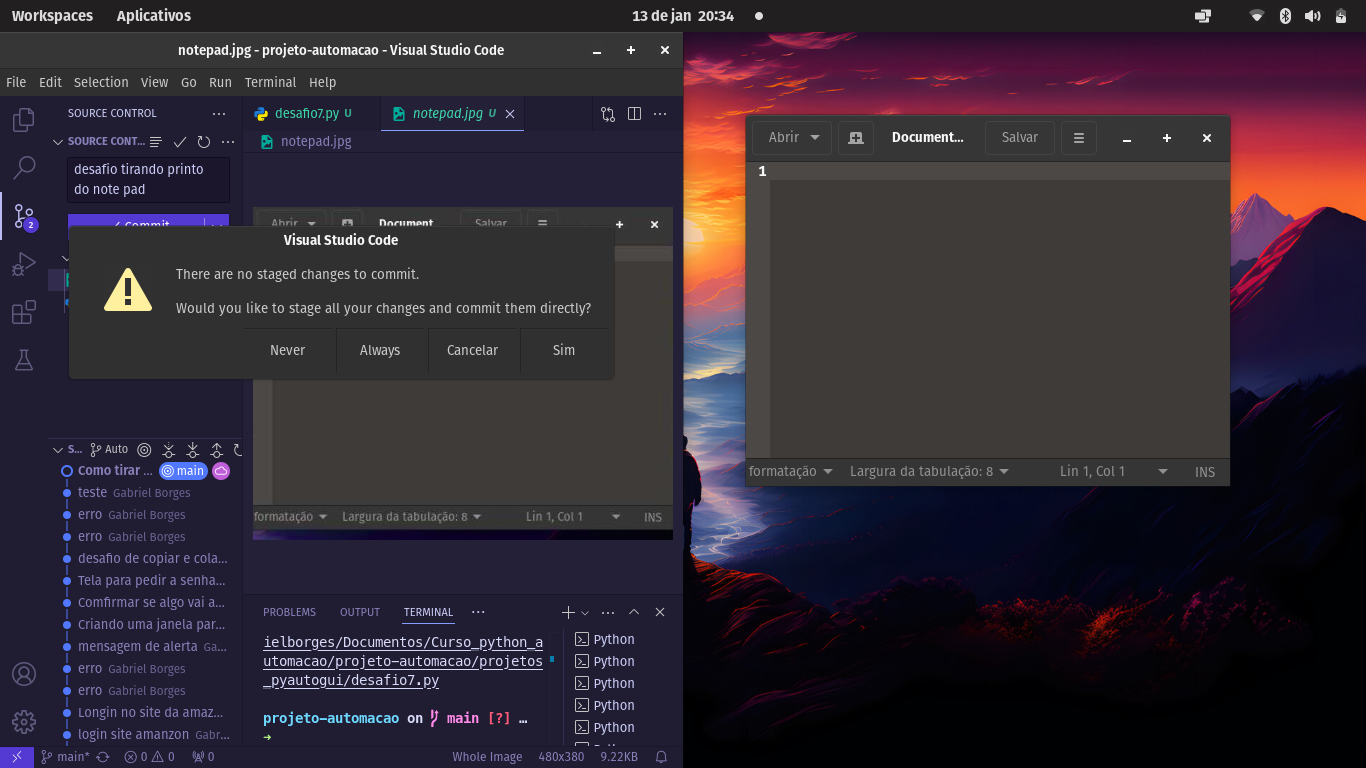 Workspaces Aplicativos 13 de jan 20:34
notepad.jpg - projeto-automacao - Visual Studio Code
File Edit Selection View Go Run Terminal Help
SOURCE CONTROL
SOURCE CONT...
desafio tirando printo
do note pad
Commit
2
desafio7.py U
notepad.jpg U
notepad.jpg
Abrir Document... Salvar
Visual Studio Code
There are no staged changes to commit.
Would you like to stage all your changes and commit them directly?
Never Always Cancelar Sim
formatação Largura da tabulação: 8 Lin 1, Col 1 INS
S... Auto
Como tirar ... main
teste Gabriel Borges
erro Gabriel Borges
erro Gabriel Borges
desafio de copiar e cola...
Tela para pedir a senha...
Comfirmar se algo vai a...
Criando uma janela par...
mensagem de alerta Ga...
erro Gabriel Borges
erro Gabriel Borges
Longin no site da amaz...
login site amanzon Gabr...
PROBLEMS OUTPUT TERMINAL
ielborges/Documentos/Curso_python_a
utomacao/projeto-automacao/projetos
_pyautogui/desafio7.py
projeto-automacao on main [?] …
➜
Python
Python
Python
Python
Python
main* 0 0 0 Whole Image 480x380 9.22KB
Abrir Document... Salvar
1
formatação Largura da tabulação: 8 Lin 1, Col 1 INS